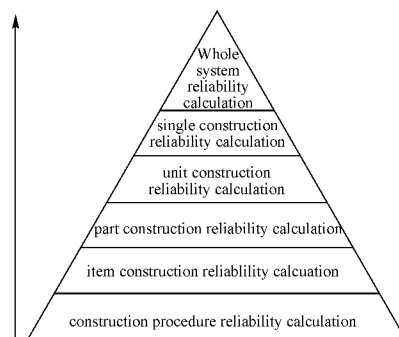 Whole
system
reliability
calculation
single construction
reliability calculation
unit construction
reliability calculation
part construction reliability calculation
item construction reliablility calcuation
construction procedure reliability calculation